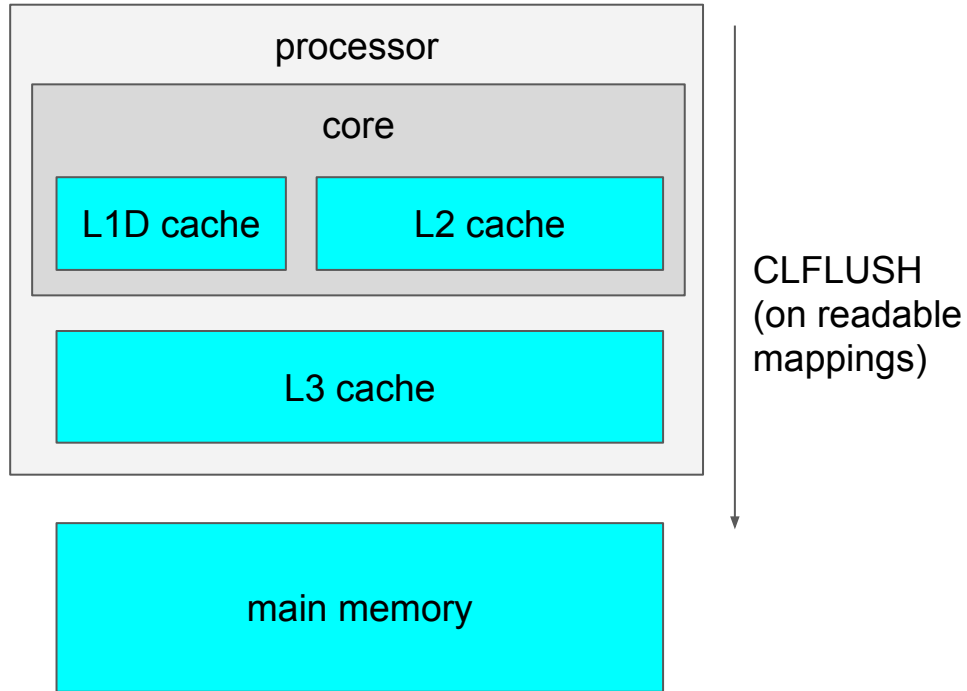 processor
core
L1D cache
L2 cache
CLFLUSH
(on readable
mappings)
L3 cache
main memory